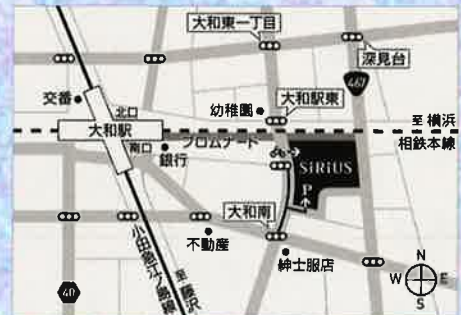 大和東一丁目
深見台
467
交番
北口
幼稚園
大和駅東
至横浜
大和駅
相鉄本線
南口
プロムナード
銀行
SiRiUS
P
大和南
小田急江ノ島線
至藤沢
不動産
紳士服店
40
N
W
E
S